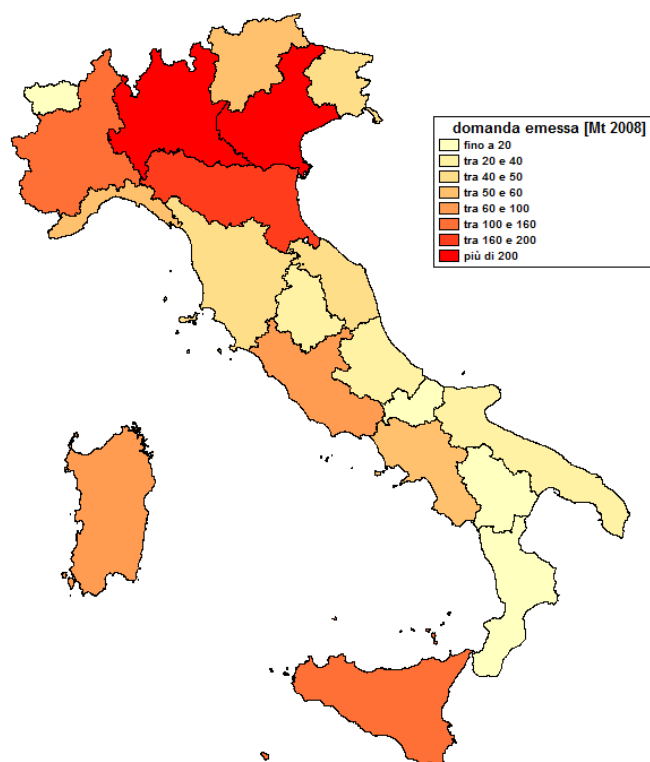 domanda emessa [Mt 2008]
fino a 20
tra 20 e 40
tra 40 e 50
tra 50 e 60
tra 60 e 100
tra 100 e 160
tra 160 e 200
più di 200